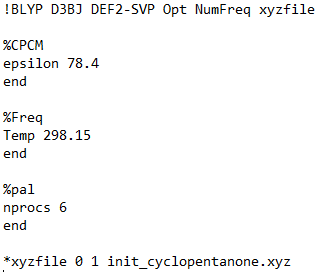 !BLYP D3BJ DEF2-SVP Opt NumFreq xyzfile
%CPCM
epsilon 78.4
end
%Freq
Temp 298.15
end
%pal
nprocs 6
end
*xyzfile 0 1 init_cyclopentanone.xyz